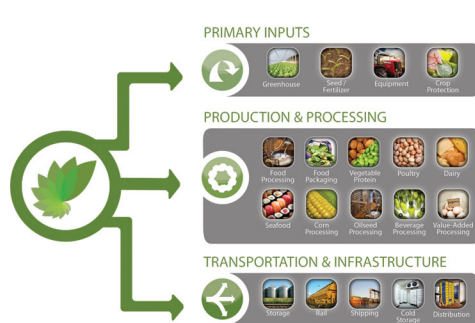 PRIMARY INPUTS
Greenhouse
Seed /
Fertilizer
Equipment
Crop
Protection
PRODUCTION & PROCESSING
Food
Processing
Food
Packaging
Vegetable
Protein
Poultry
Dairy
Seafood
Corn
Processing
Oilseed
Processing
Beverage
Processing
Value-Added
Processing
TRANSPORTATION & INFRASTRUCTURE
Storage
Rail
Shipping
Cold
Storage
Distribution